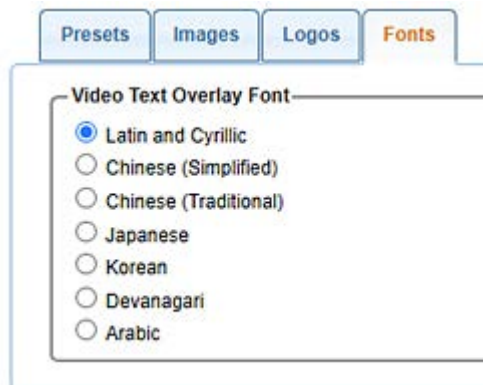 Presets Images Logos Fonts
Video Text Overlay Font
Latin and Cyrillic
Chinese (Simplified)
Chinese (Traditional)
Japanese
Korean
Devanagari
Arabic